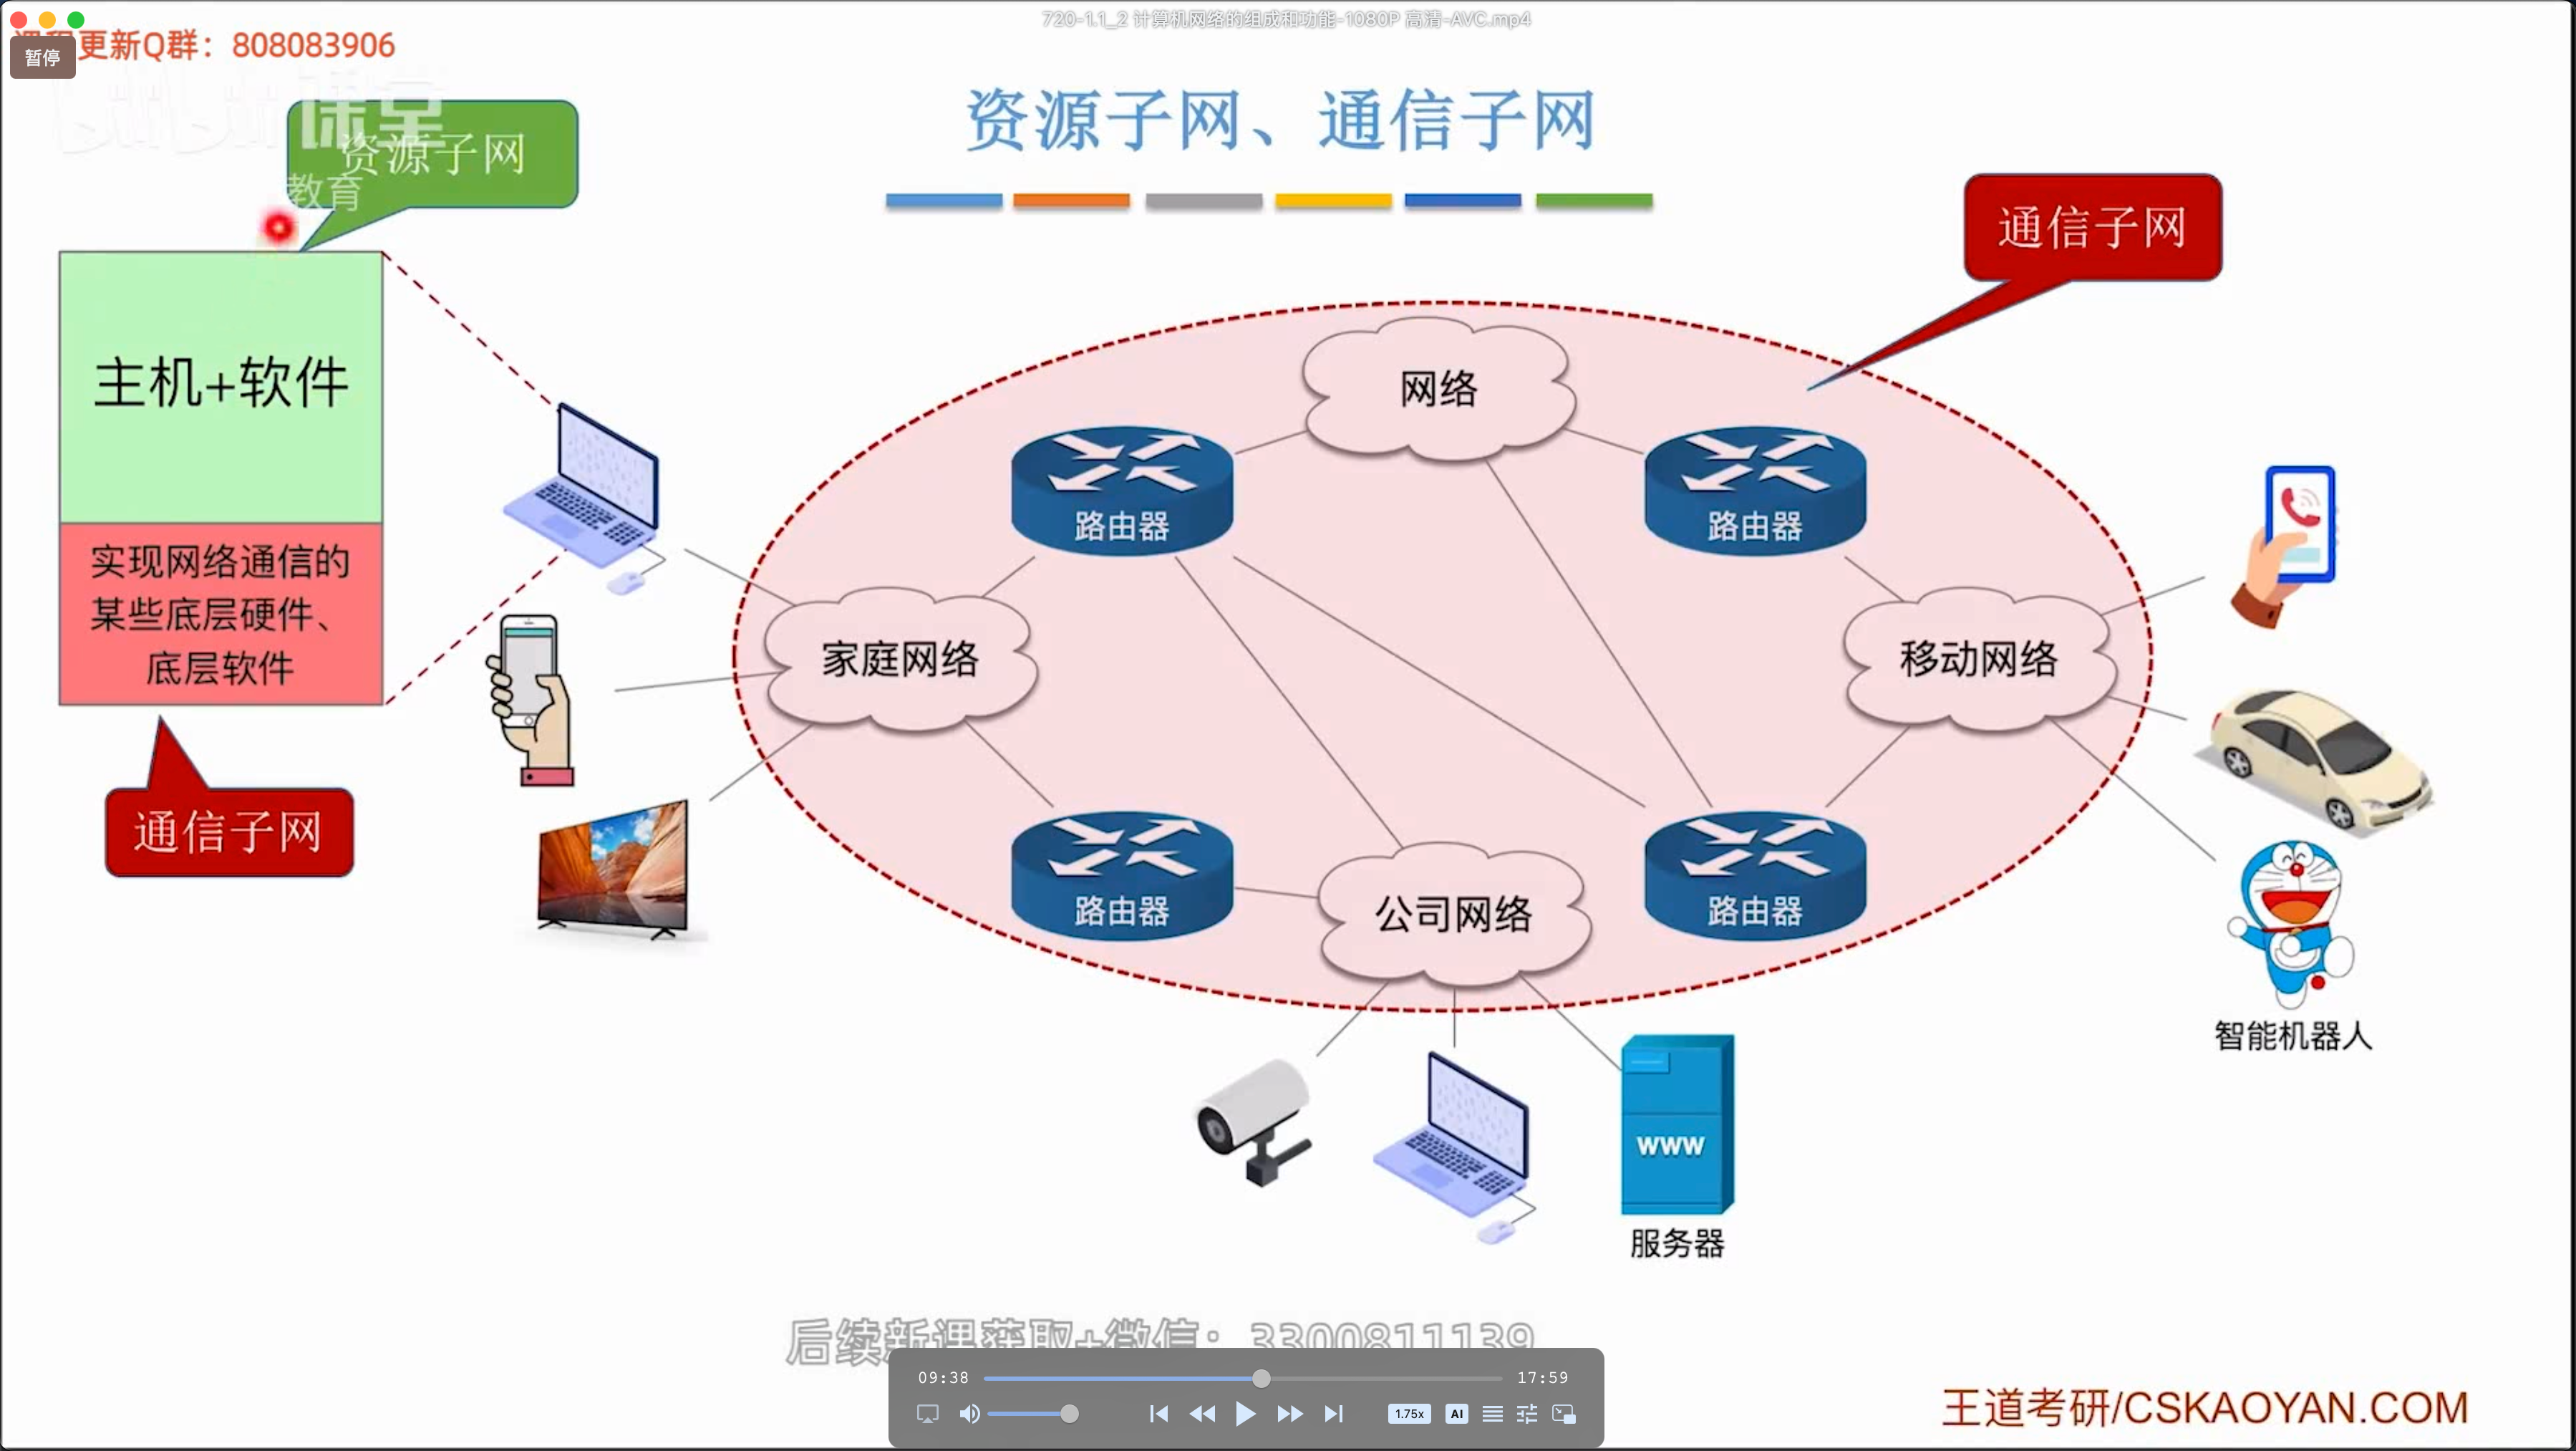 720-1.1_2 计算机网络的组成和功能-1080P 高清-AVC.mp4
更新Q群：808083906
暂停
课堂
教育
资源子网、通信子网
资源子网
通信子网
主机+软件
实现网络通信的
某些底层硬件、
底层软件
通信子网
网络
路由器
路由器
家庭网络
移动网络
路由器
公司网络
路由器
智能机器人
WWW
服务器
后续新课获取+微信：3300811139
09:38
17:59
1.75x
AI
王道考研/CSKAOYAN.COM